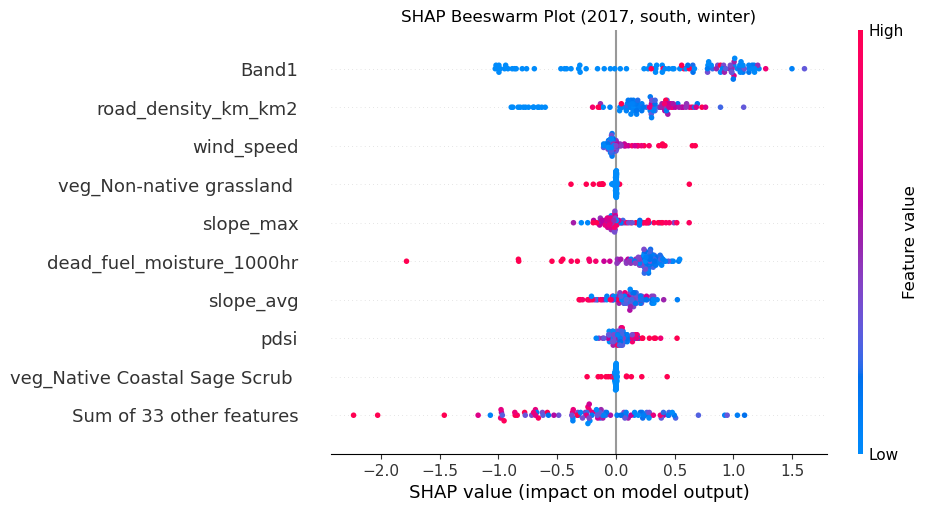 SHAP Beeswarm Plot (2017, south, winter)
High
Band1
road_density_km_km2
wind_speed
veg_Non-native grassland
slope_max
dead_fuel_moisture_1000hr
slope_avg
pdsi
veg_Native Coastal Sage Scrub
Sum of 33 other features
Feature value
Low
−2.0 −1.5 −1.0 −0.5 0.0 0.5 1.0 1.5
SHAP value (impact on model output)